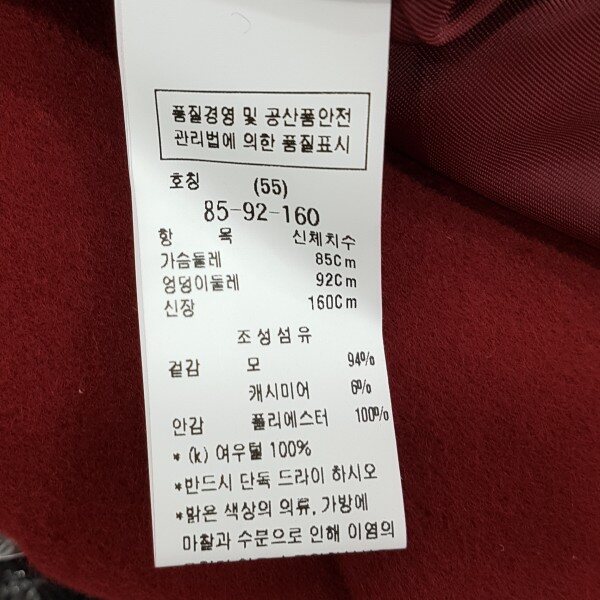 품질경영 및 공산품안전
관리법에 의한 품질표시
호칭 (55)
85-92-160
항 목 신체치수
가슴둘레 85Cm
엉덩이둘레 92Cm
신장 160Cm
조성섬유
겉감 모 94%
캐시미어 6%
안감 폴리에스터 100%
* (k) 여우털 100%
*반드시 단독 드라이 하시오
*밝은 색상의 의류, 가방에
마찰과 수분으로 인해 이염의